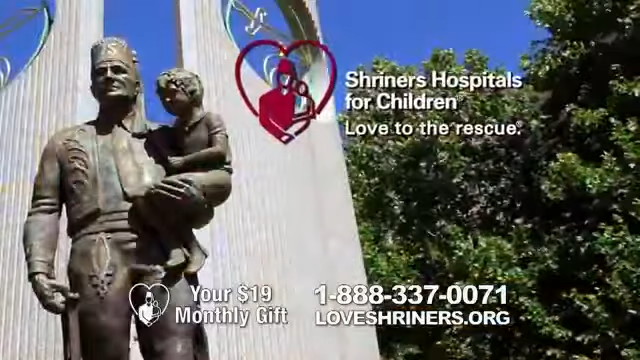 Shriners Hospitals
for Children®
Love to the rescue®
Your $19
Monthly Gift
1-888-337-0071
LOVESHRINERS.ORG